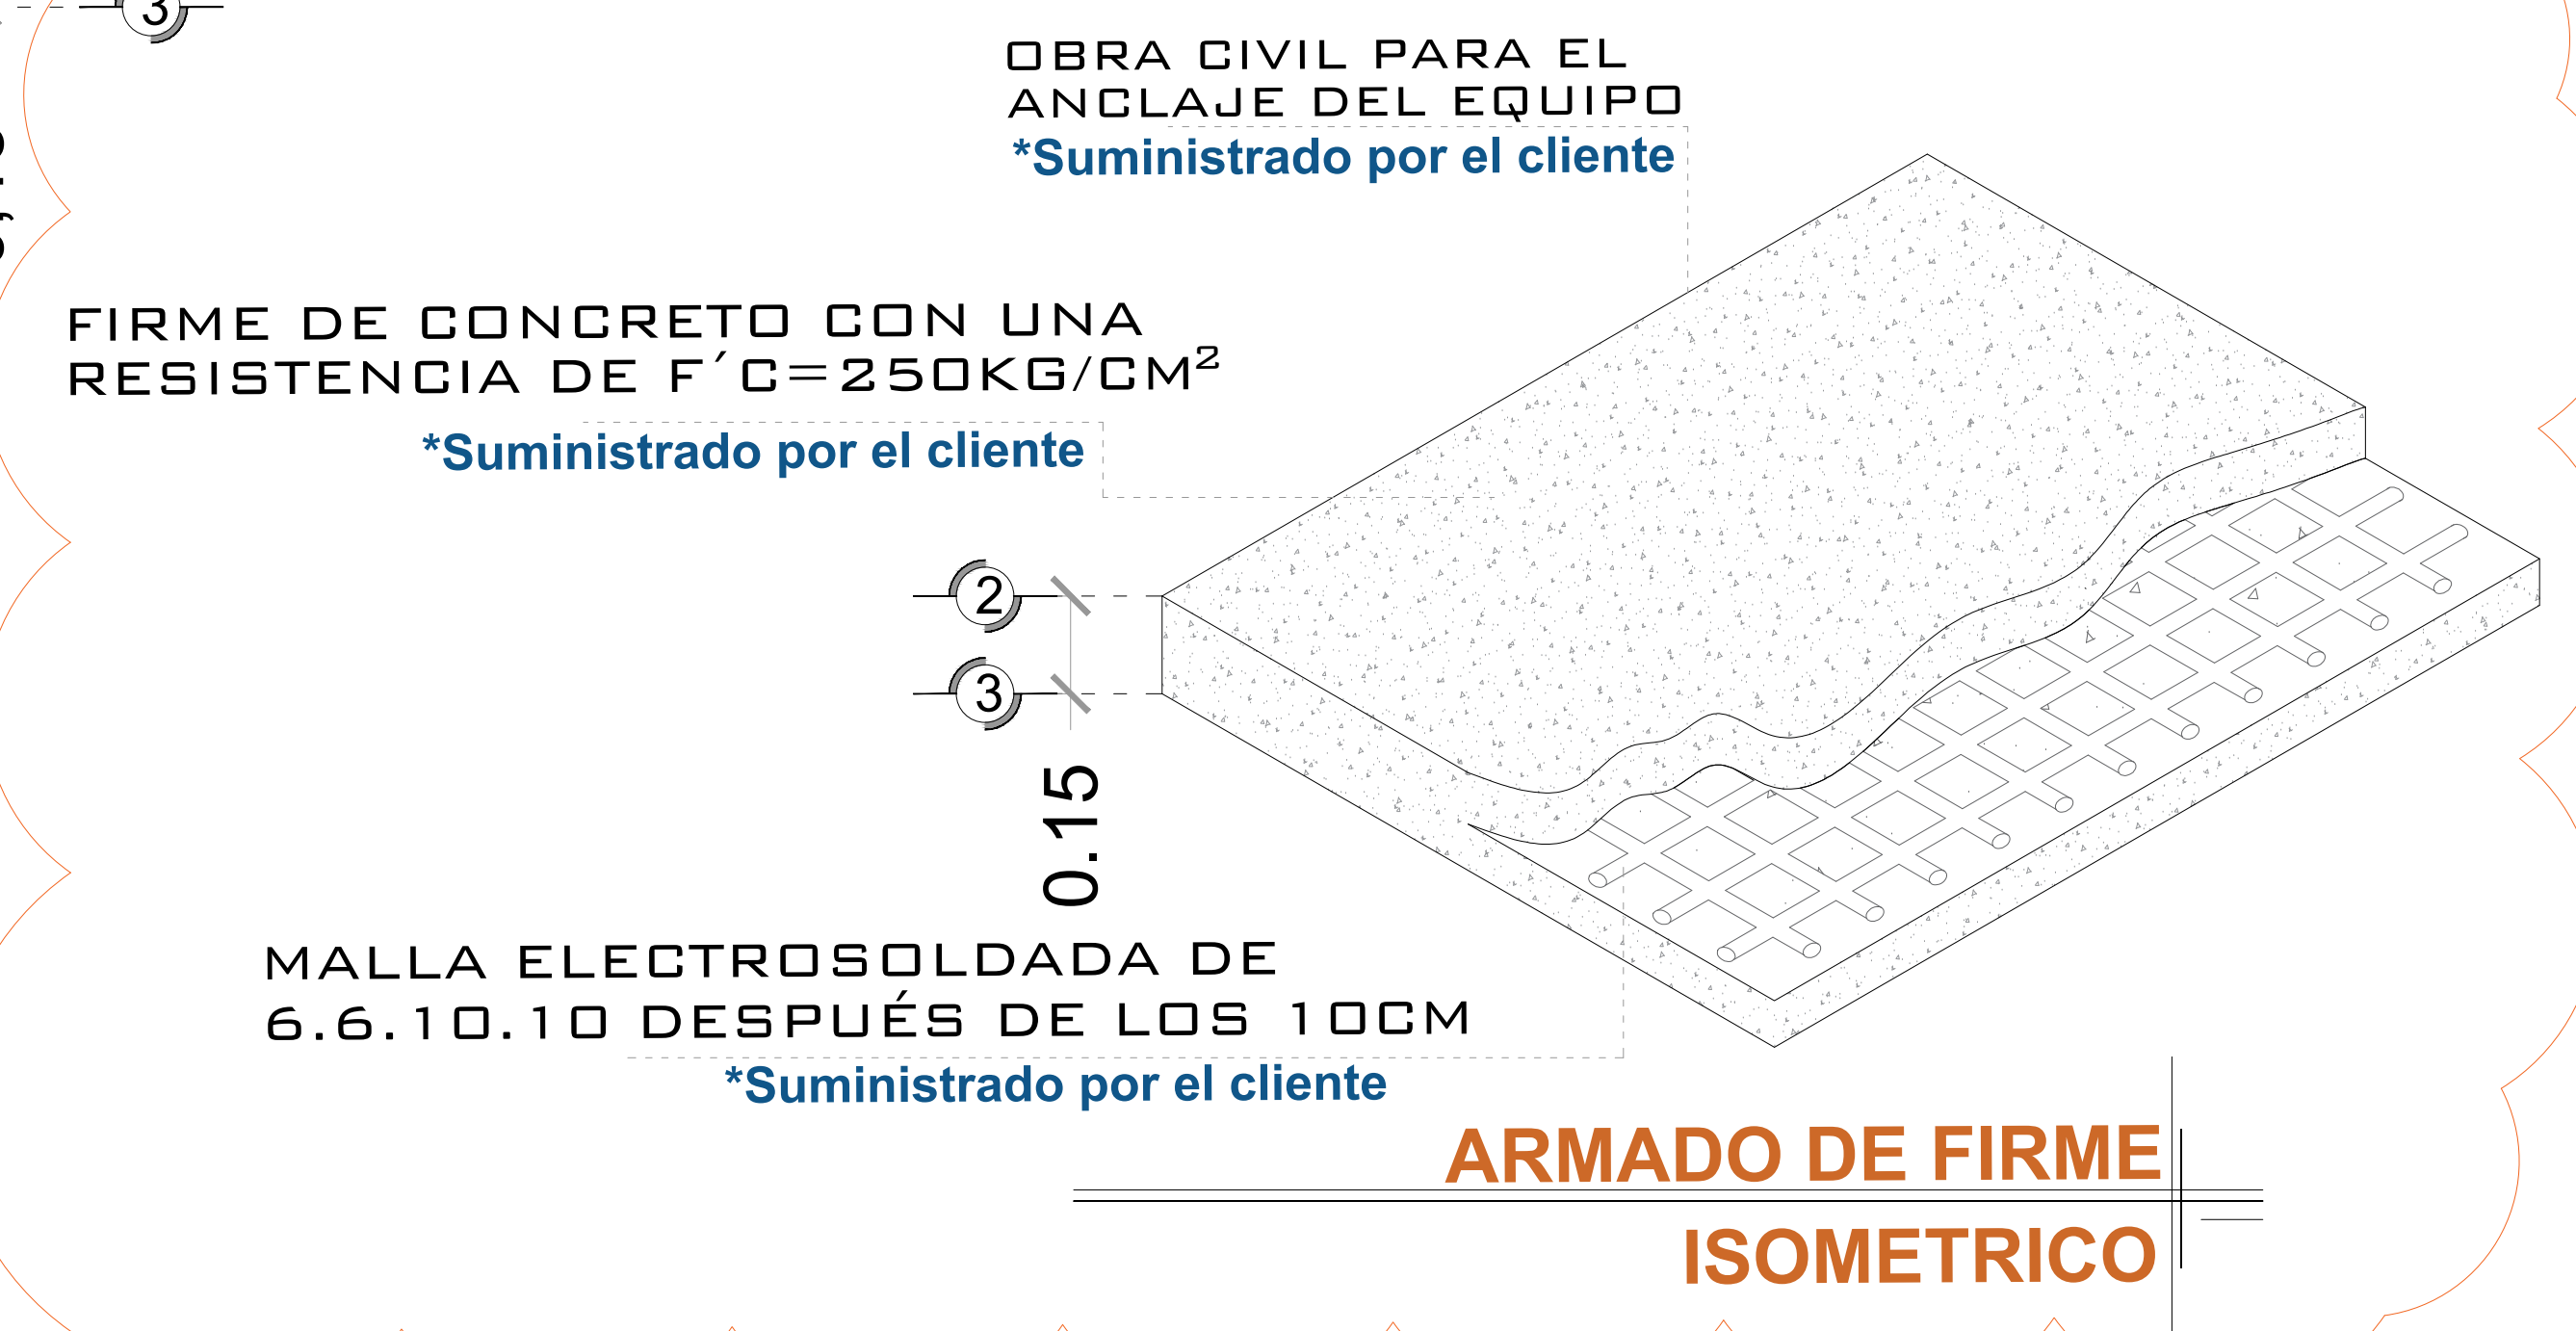 3
OBRA CIVIL PARA EL
ANCLAJE DEL EQUIPO
*Suministrado por el cliente
FIRME DE CONCRETO CON UNA
RESISTENCIA DE F´C=250KG/CM²
*Suministrado por el cliente
2
3
0.15
MALLA ELECTROSOLDADA DE
6.6.10.10 DESPUÉS DE LOS 10CM
*Suministrado por el cliente
ARMADO DE FIRME
ISOMETRICO